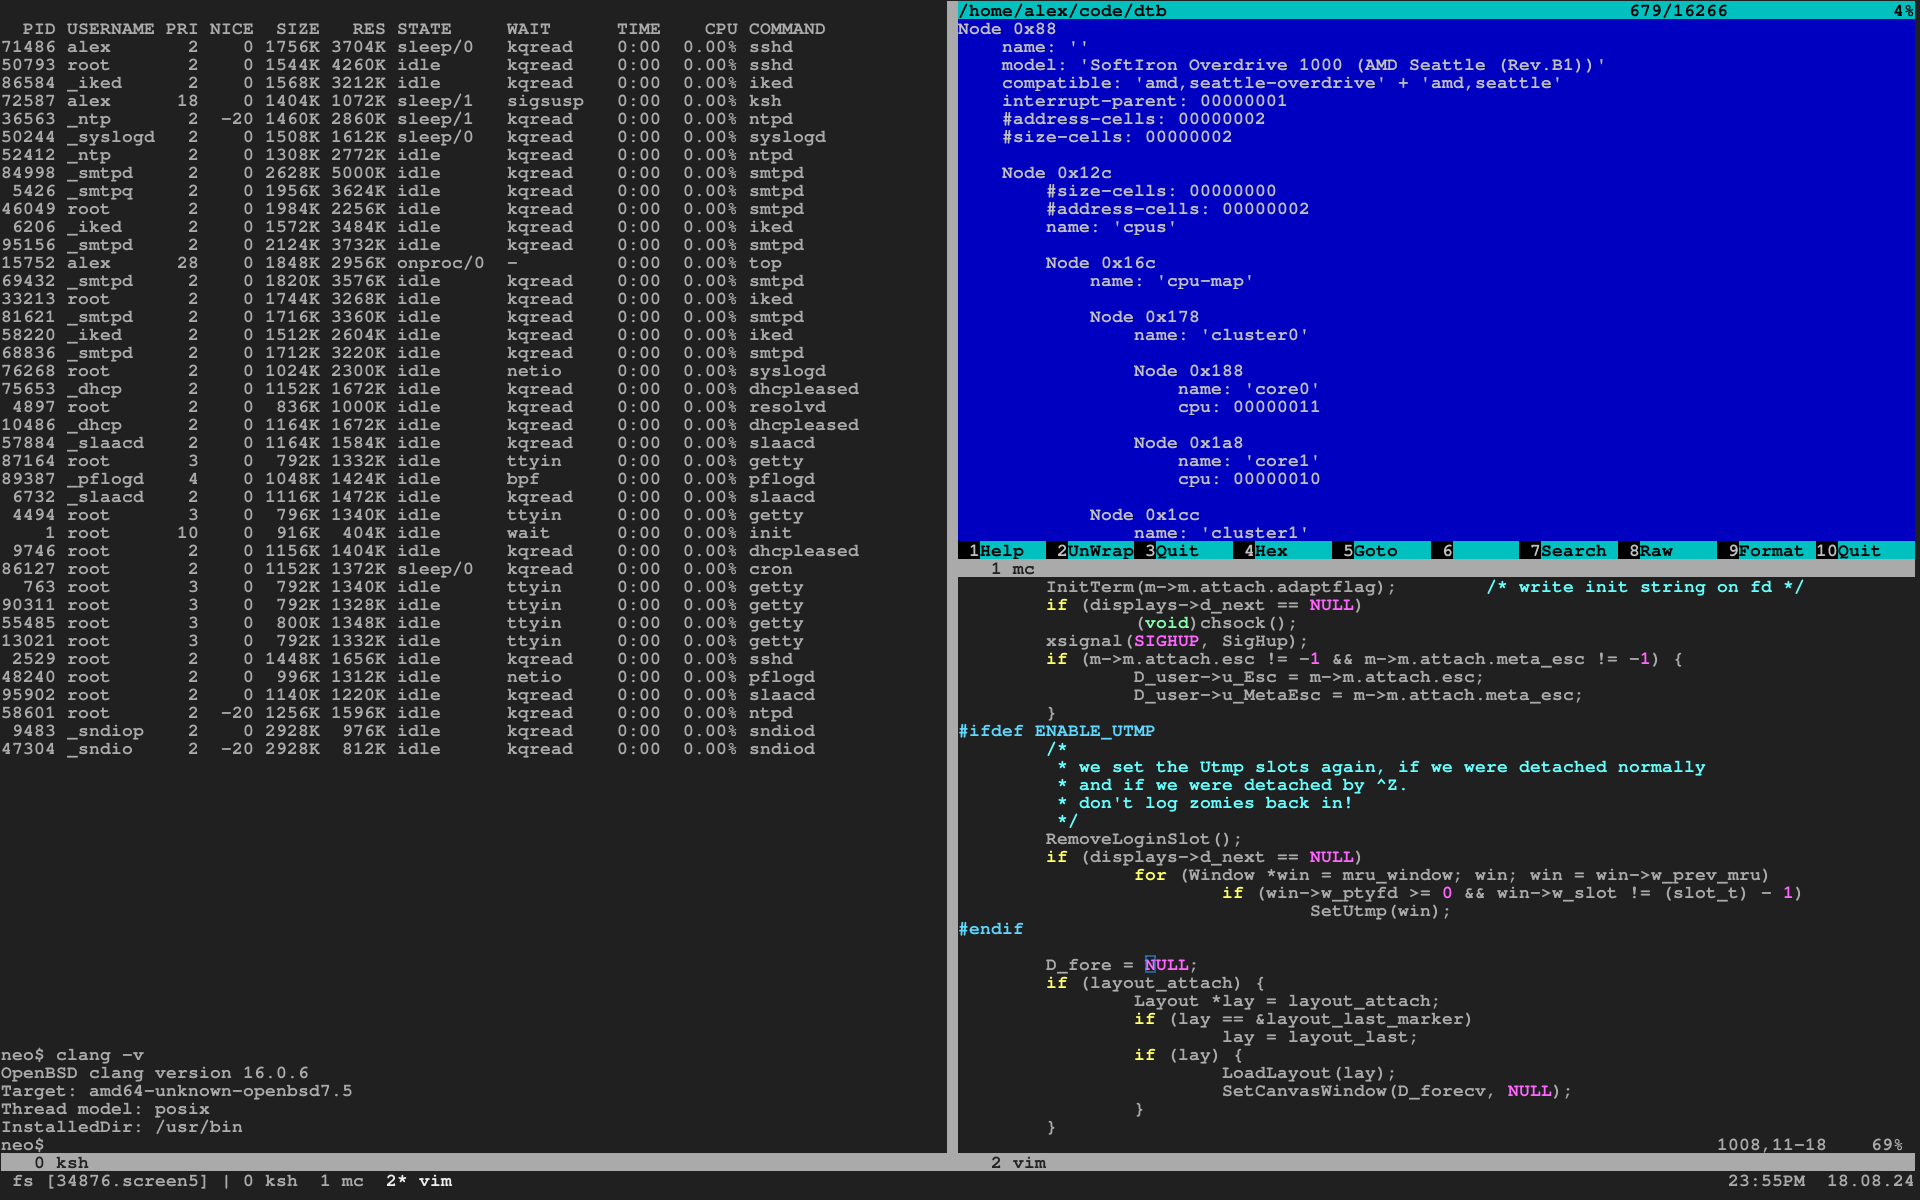 PID USERNAME PRI NICE  SIZE   RES STATE     WAIT      TIME    CPU COMMAND
71486 alex       2    0 1756K 3704K sleep/0   kqread    0:00  0.00% sshd
50793 root       2    0 1544K 4260K idle      kqread    0:00  0.00% sshd
86584 _iked      2    0 1568K 3212K idle      kqread    0:00  0.00% iked
72587 alex      18    0 1404K 1072K sleep/1   sigsusp   0:00  0.00% ksh
36563 _ntp       2  -20 1460K 2860K sleep/1   kqread    0:00  0.00% ntpd
50244 _syslogd   2    0 1508K 1612K sleep/0   kqread    0:00  0.00% syslogd
52412 _ntp       2    0 1308K 2772K idle      kqread    0:00  0.00% ntpd
84998 _smtpd     2    0 2628K 5000K idle      kqread    0:00  0.00% smtpd
 5426 _smtpq     2    0 1956K 3624K idle      kqread    0:00  0.00% smtpd
46049 root       2    0 1984K 2256K idle      kqread    0:00  0.00% smtpd
 6206 _iked      2    0 1572K 3484K idle      kqread    0:00  0.00% iked
95156 _smtpd     2    0 2124K 3732K idle      kqread    0:00  0.00% smtpd
15752 alex      28    0 1848K 2956K onproc/0  -         0:00  0.00% top
69432 _smtpd     2    0 1820K 3576K idle      kqread    0:00  0.00% smtpd
33213 root       2    0 1744K 3268K idle      kqread    0:00  0.00% iked
81621 _smtpd     2    0 1716K 3360K idle      kqread    0:00  0.00% smtpd
58220 _iked      2    0 1512K 2604K idle      kqread    0:00  0.00% iked
68836 _smtpd     2    0 1712K 3220K idle      kqread    0:00  0.00% smtpd
76268 root       2    0 1024K 2300K idle      netio     0:00  0.00% syslogd
75653 _dhcp      2    0 1152K 1672K idle      kqread    0:00  0.00% dhcpleased
 4897 root       2    0  836K 1000K idle      kqread    0:00  0.00% resolvd
10486 _dhcp      2    0 1164K 1672K idle      kqread    0:00  0.00% dhcpleased
57884 _slaacd    2    0 1164K 1584K idle      kqread    0:00  0.00% slaacd
87164 root       3    0  792K 1332K idle      ttyin     0:00  0.00% getty
89387 _pflogd    4    0 1048K 1424K idle      bpf       0:00  0.00% pflogd
 6732 _slaacd    2    0 1116K 1472K idle      kqread    0:00  0.00% slaacd
 4494 root       3    0  796K 1340K idle      ttyin     0:00  0.00% getty
    1 root      10    0  916K  404K idle      wait      0:00  0.00% init
 9746 root       2    0 1156K 1404K idle      kqread    0:00  0.00% dhcpleased
86127 root       2    0 1152K 1372K sleep/0   kqread    0:00  0.00% cron
  763 root       3    0  792K 1340K idle      ttyin     0:00  0.00% getty
90311 root       3    0  792K 1328K idle      ttyin     0:00  0.00% getty
55485 root       3    0  800K 1348K idle      ttyin     0:00  0.00% getty
13021 root       3    0  792K 1332K idle      ttyin     0:00  0.00% getty
 2529 root       2    0 1448K 1656K idle      kqread    0:00  0.00% sshd
48240 root       2    0  996K 1312K idle      netio     0:00  0.00% pflogd
95902 root       2    0 1140K 1220K idle      kqread    0:00  0.00% slaacd
58601 root       2  -20 1256K 1596K idle      kqread    0:00  0.00% ntpd
 9483 _sndiop    2    0 2928K  976K idle      kqread    0:00  0.00% sndiod
47304 _sndio     2  -20 2928K  812K idle      kqread    0:00  0.00% sndiod
neo$ clang -v
OpenBSD clang version 16.0.6
Target: amd64-unknown-openbsd7.5
Thread model: posix
InstalledDir: /usr/bin
neo$
0 ksh
/home/alex/code/dtb 679/16266 4%
Node 0x88
    name: ''
    model: 'SoftIron Overdrive 1000 (AMD Seattle (Rev.B1))'
    compatible: 'amd,seattle-overdrive' + 'amd,seattle'
    interrupt-parent: 00000001
    #address-cells: 00000002
    #size-cells: 00000002
    Node 0x12c
        #size-cells: 00000000
        #address-cells: 00000002
        name: 'cpus'
        Node 0x16c
            name: 'cpu-map'
            Node 0x178
                name: 'cluster0'
                Node 0x188
                    name: 'core0'
                    cpu: 00000011
                Node 0x1a8
                    name: 'core1'
                    cpu: 00000010
            Node 0x1cc
                name: 'cluster1'
1Help 2UnWrap 3Quit 4Hex 5Goto 6 7Search 8Raw 9Format 10Quit
1 mc
        InitTerm(m->m.attach.adaptflag);        /* write init string on fd */
        if (displays->d_next == NULL)
                (void)chsock();
        xsignal(SIGHUP, SigHup);
        if (m->m.attach.esc != -1 && m->m.attach.meta_esc != -1) {
                D_user->u_Esc = m->m.attach.esc;
                D_user->u_MetaEsc = m->m.attach.meta_esc;
        }
#ifdef ENABLE_UTMP
        /*
         * we set the Utmp slots again, if we were detached normally
         * and if we were detached by ^Z.
         * don't log zomies back in!
         */
        RemoveLoginSlot();
        if (displays->d_next == NULL)
                for (Window *win = mru_window; win; win = win->w_prev_mru)
                        if (win->w_ptyfd >= 0 && win->w_slot != (slot_t) - 1)
                                SetUtmp(win);
#endif
        D_fore = NULL;
        if (layout_attach) {
                Layout *lay = layout_attach;
                if (lay == &layout_last_marker)
                        lay = layout_last;
                if (lay) {
                        LoadLayout(lay);
                        SetCanvasWindow(D_forecv, NULL);
                }
        }
1008,11-18 69%
2 vim
fs [34876.screen5] | 0 ksh  1 mc  2* vim 23:55PM  18.08.24